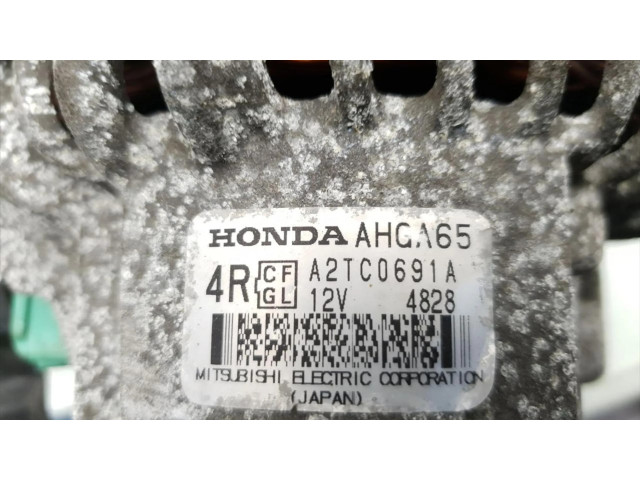 HONDA AHGA65
4R CF GL A2TC0691A
12V 4828
MITSUBISHI ELECTRIC CORPORATION
(JAPAN)